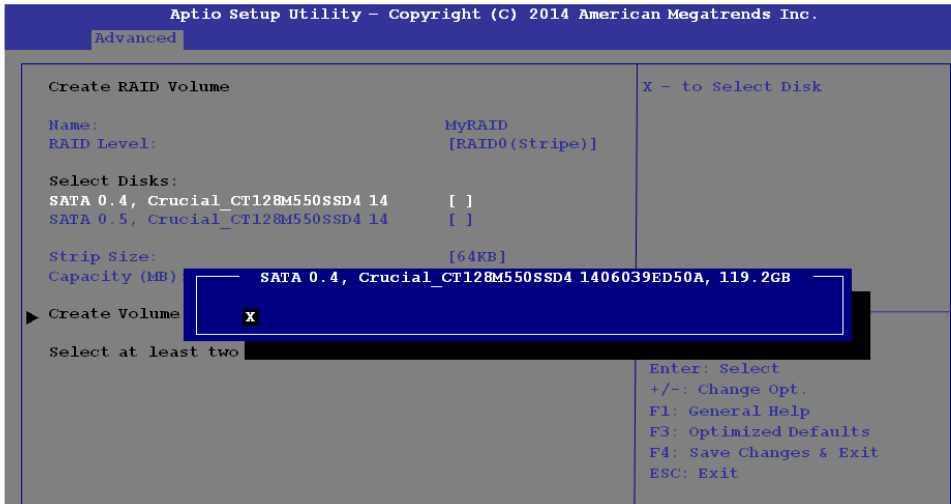 Aptio Setup Utility – Copyright (C) 2014 American Megatrends Inc.
Advanced
Create RAID Volume
X – to Select Disk
Name: MyRAID
RAID Level: [RAID0(Stripe)]
Select Disks:
SATA 0.4, Crucial_CT128M550SSD4 14 [ ]
SATA 0.5, Crucial_CT128M550SSD4 14 [ ]
Strip Size: [64KB]
Capacity (MB)
SATA 0.4, Crucial_CT128M550SSD4 1406039ED50A, 119.2GB
X
Create Volume
Select at least two
Enter: Select
+/-: Change Opt.
F1: General Help
F3: Optimized Defaults
F4: Save Changes & Exit
ESC: Exit